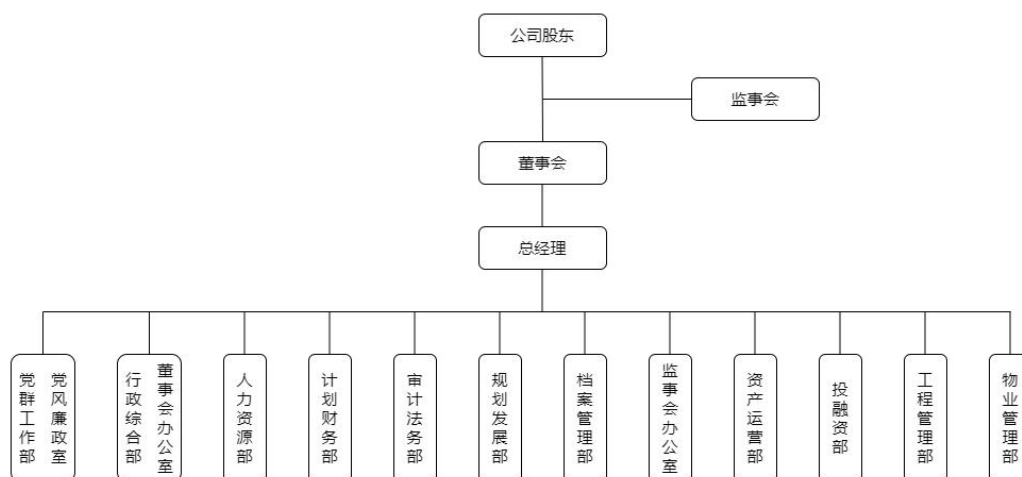 公司股东
监事会
董事会
总经理
党群工作部
党风廉政室
行政综合部
董事会办公室
人力资源部
计划财务部
审计法务部
规划发展部
档案管理部
监事会办公室
资产运营部
投融资部
工程管理部
物业管理部